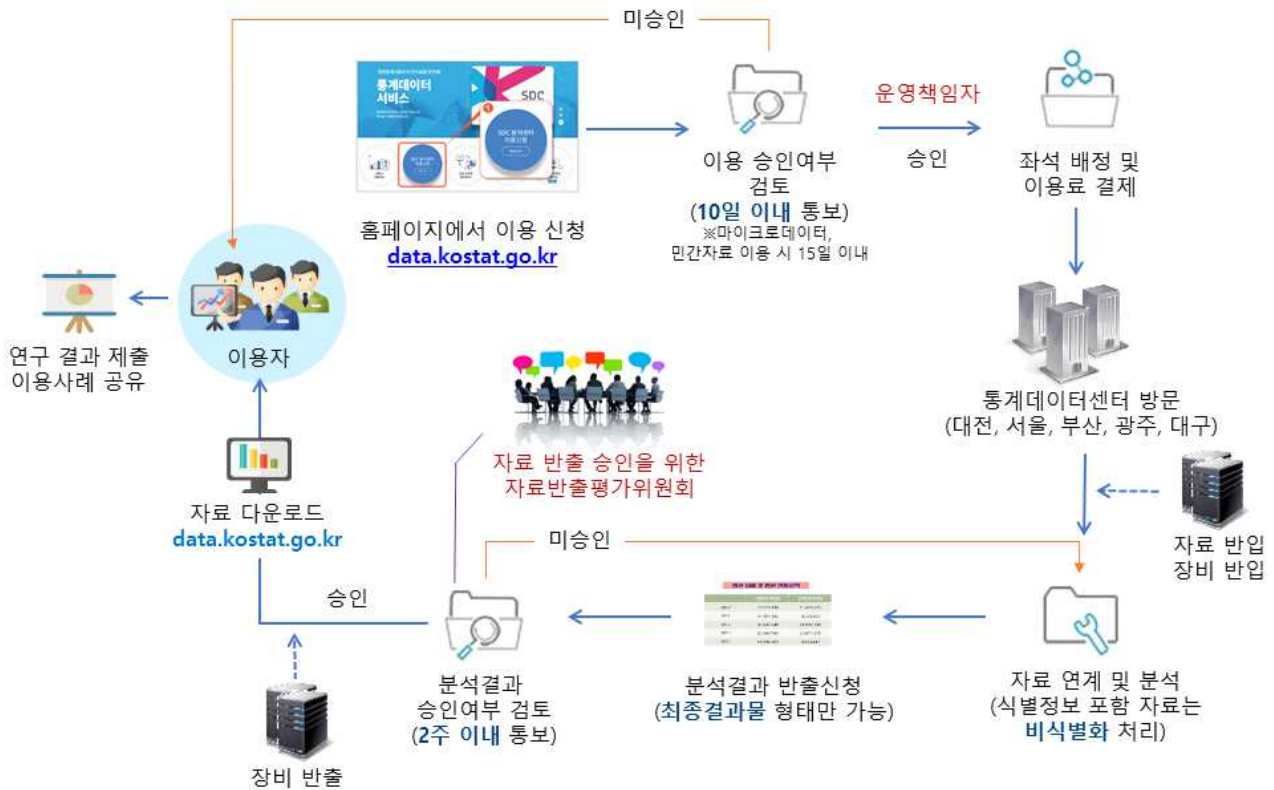 미승인
통계데이터
서비스
SDC
SDC 분석센터
이용신청
홈페이지에서 이용 신청
data.kostat.go.kr
이용 승인여부
검토
(10일 이내 통보)
※마이크로데이터,
민간자료 이용 시 15일 이내
운영책임자
승인
좌석 배정 및
이용료 결제
통계데이터센터 방문
(대전, 서울, 부산, 광주, 대구)
자료 반입
장비 반입
이용자
연구 결과 제출
이용사례 공유
자료 반출 승인을 위한
자료반출평가위원회
자료 다운로드
data.kostat.go.kr
미승인
승인
자료 연계 및 분석
(식별정보 포함 자료는
비식별화 처리)
분석결과 반출신청
(최종결과물 형태만 가능)
분석결과
승인여부 검토
(2주 이내 통보)
장비 반출